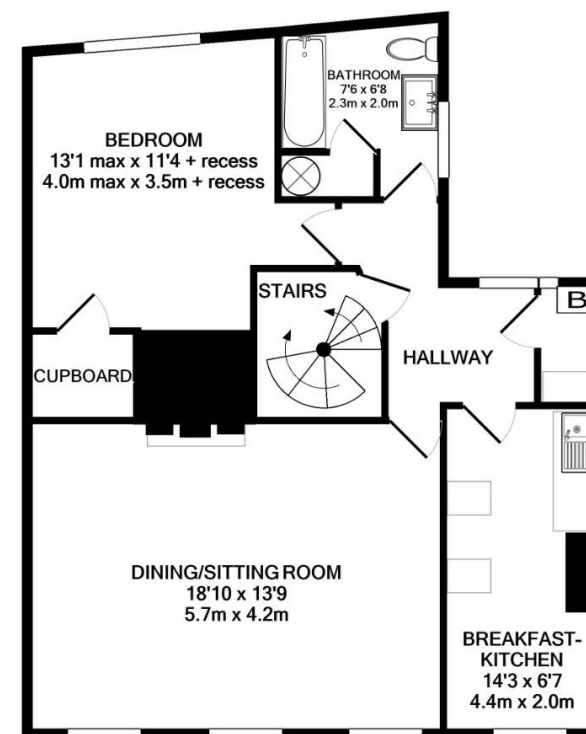 BATHROOM
7'6 x 6'8
2.3m x 2.0m
BEDROOM
13'1 max x 11'4 + recess
4.0m max x 3.5m + recess
STAIRS
B
HALLWAY
CUPBOARD
DINING/SITTING ROOM
18'10 x 13'9
5.7m x 4.2m
BREAKFAST-
KITCHEN
14'3 x 6'7
4.4m x 2.0m